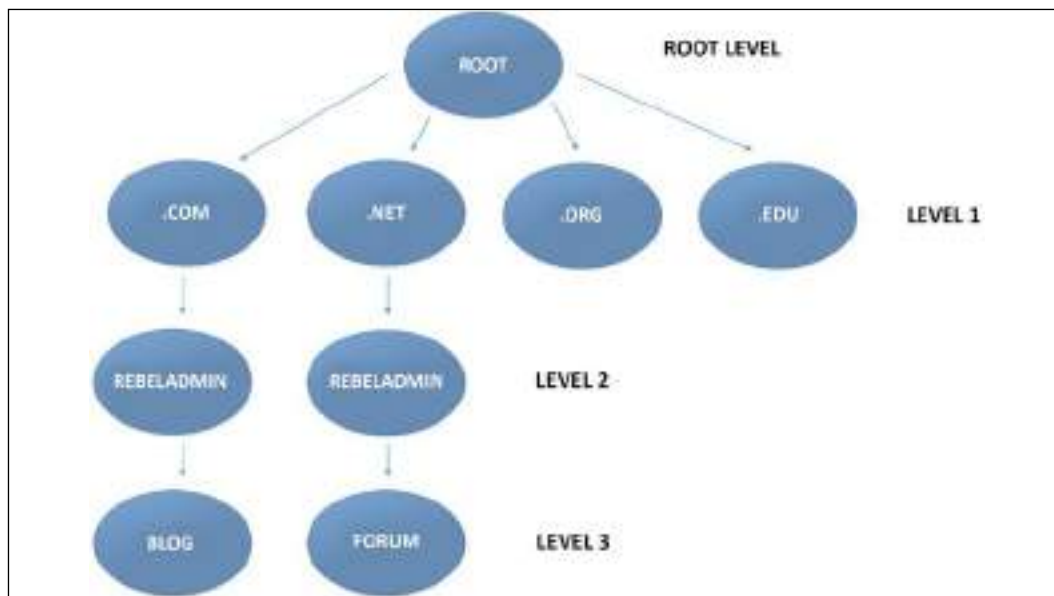 ROOT
ROOT LEVEL
.COM
.NET
.ORG
.EDU
LEVEL 1
REBELADMIN
REBELADMIN
LEVEL 2
BLOG
FORUM
LEVEL 3